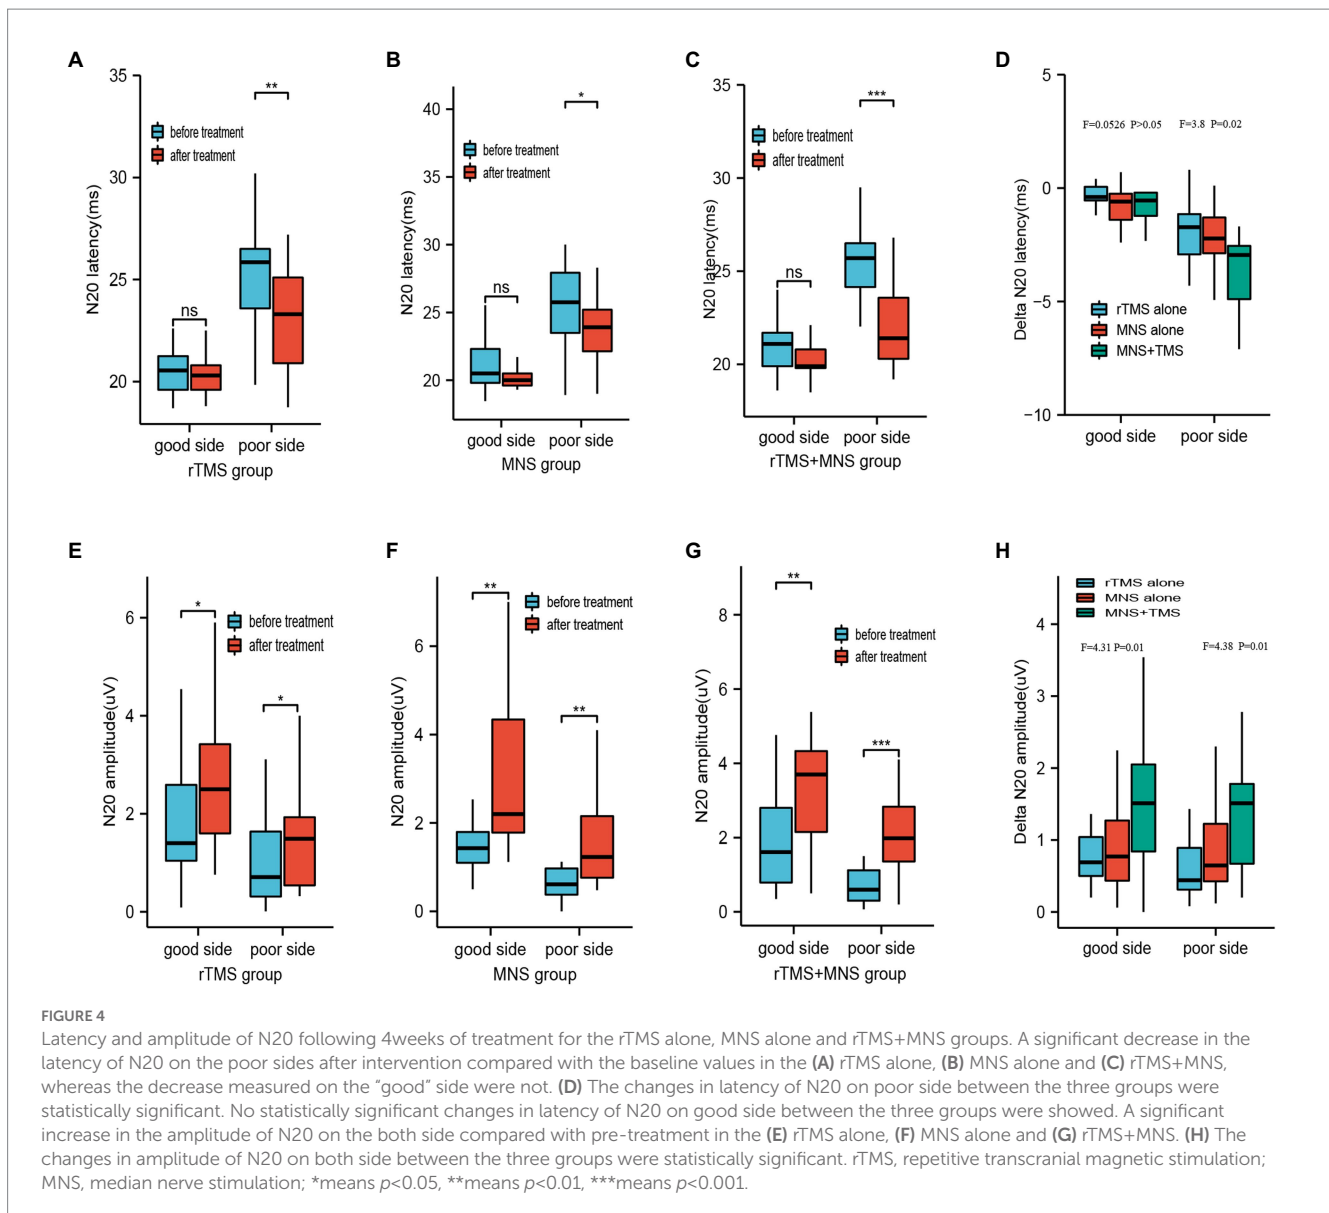 A
35
30
25
20
N20 latency(ms)
before treatment
after treatment
ns
**
good side poor side
rTMS group
B
40
35
30
25
20
N20 latency(ms)
before treatment
after treatment
ns
*
good side poor side
MNS group
C
35
30
25
20
N20 latency(ms)
before treatment
after treatment
ns
***
good side poor side
rTMS+MNS group
D
5
0
−5
−10
Delta N20 latency(ms)
F=0.0526 P>0.05 F=3.8 P=0.02
rTMS alone
MNS alone
MNS+TMS
good side poor side
E
6
4
2
0
N20 amplitude(uV)
before treatment
after treatment
*
*
good side poor side
rTMS group
F
6
4
2
0
N20 amplitude(uV)
before treatment
after treatment
**
**
good side poor side
MNS group
G
8
6
4
2
0
N20 amplitude(uV)
before treatment
after treatment
**
***
good side poor side
rTMS+MNS group
H
4
3
2
1
0
Delta N20 amplitude(uV)
rTMS alone
MNS alone
MNS+TMS
F=4.31 P=0.01 F=4.38 P=0.01
good side poor side
FIGURE 4
Latency and amplitude of N20 following 4weeks of treatment for the rTMS alone, MNS alone and rTMS+MNS groups. A significant decrease in the
latency of N20 on the poor sides after intervention compared with the baseline values in the (A) rTMS alone, (B) MNS alone and (C) rTMS+MNS,
whereas the decrease measured on the “good” side were not. (D) The changes in latency of N20 on poor side between the three groups were
statistically significant. No statistically significant changes in latency of N20 on good side between the three groups were showed. A significant
increase in the amplitude of N20 on the both side compared with pre-treatment in the (E) rTMS alone, (F) MNS alone and (G) rTMS+MNS. (H) The
changes in amplitude of N20 on both side between the three groups were statistically significant. rTMS, repetitive transcranial magnetic stimulation;
MNS, median nerve stimulation; *means p<0.05, **means p<0.01, ***means p<0.001.